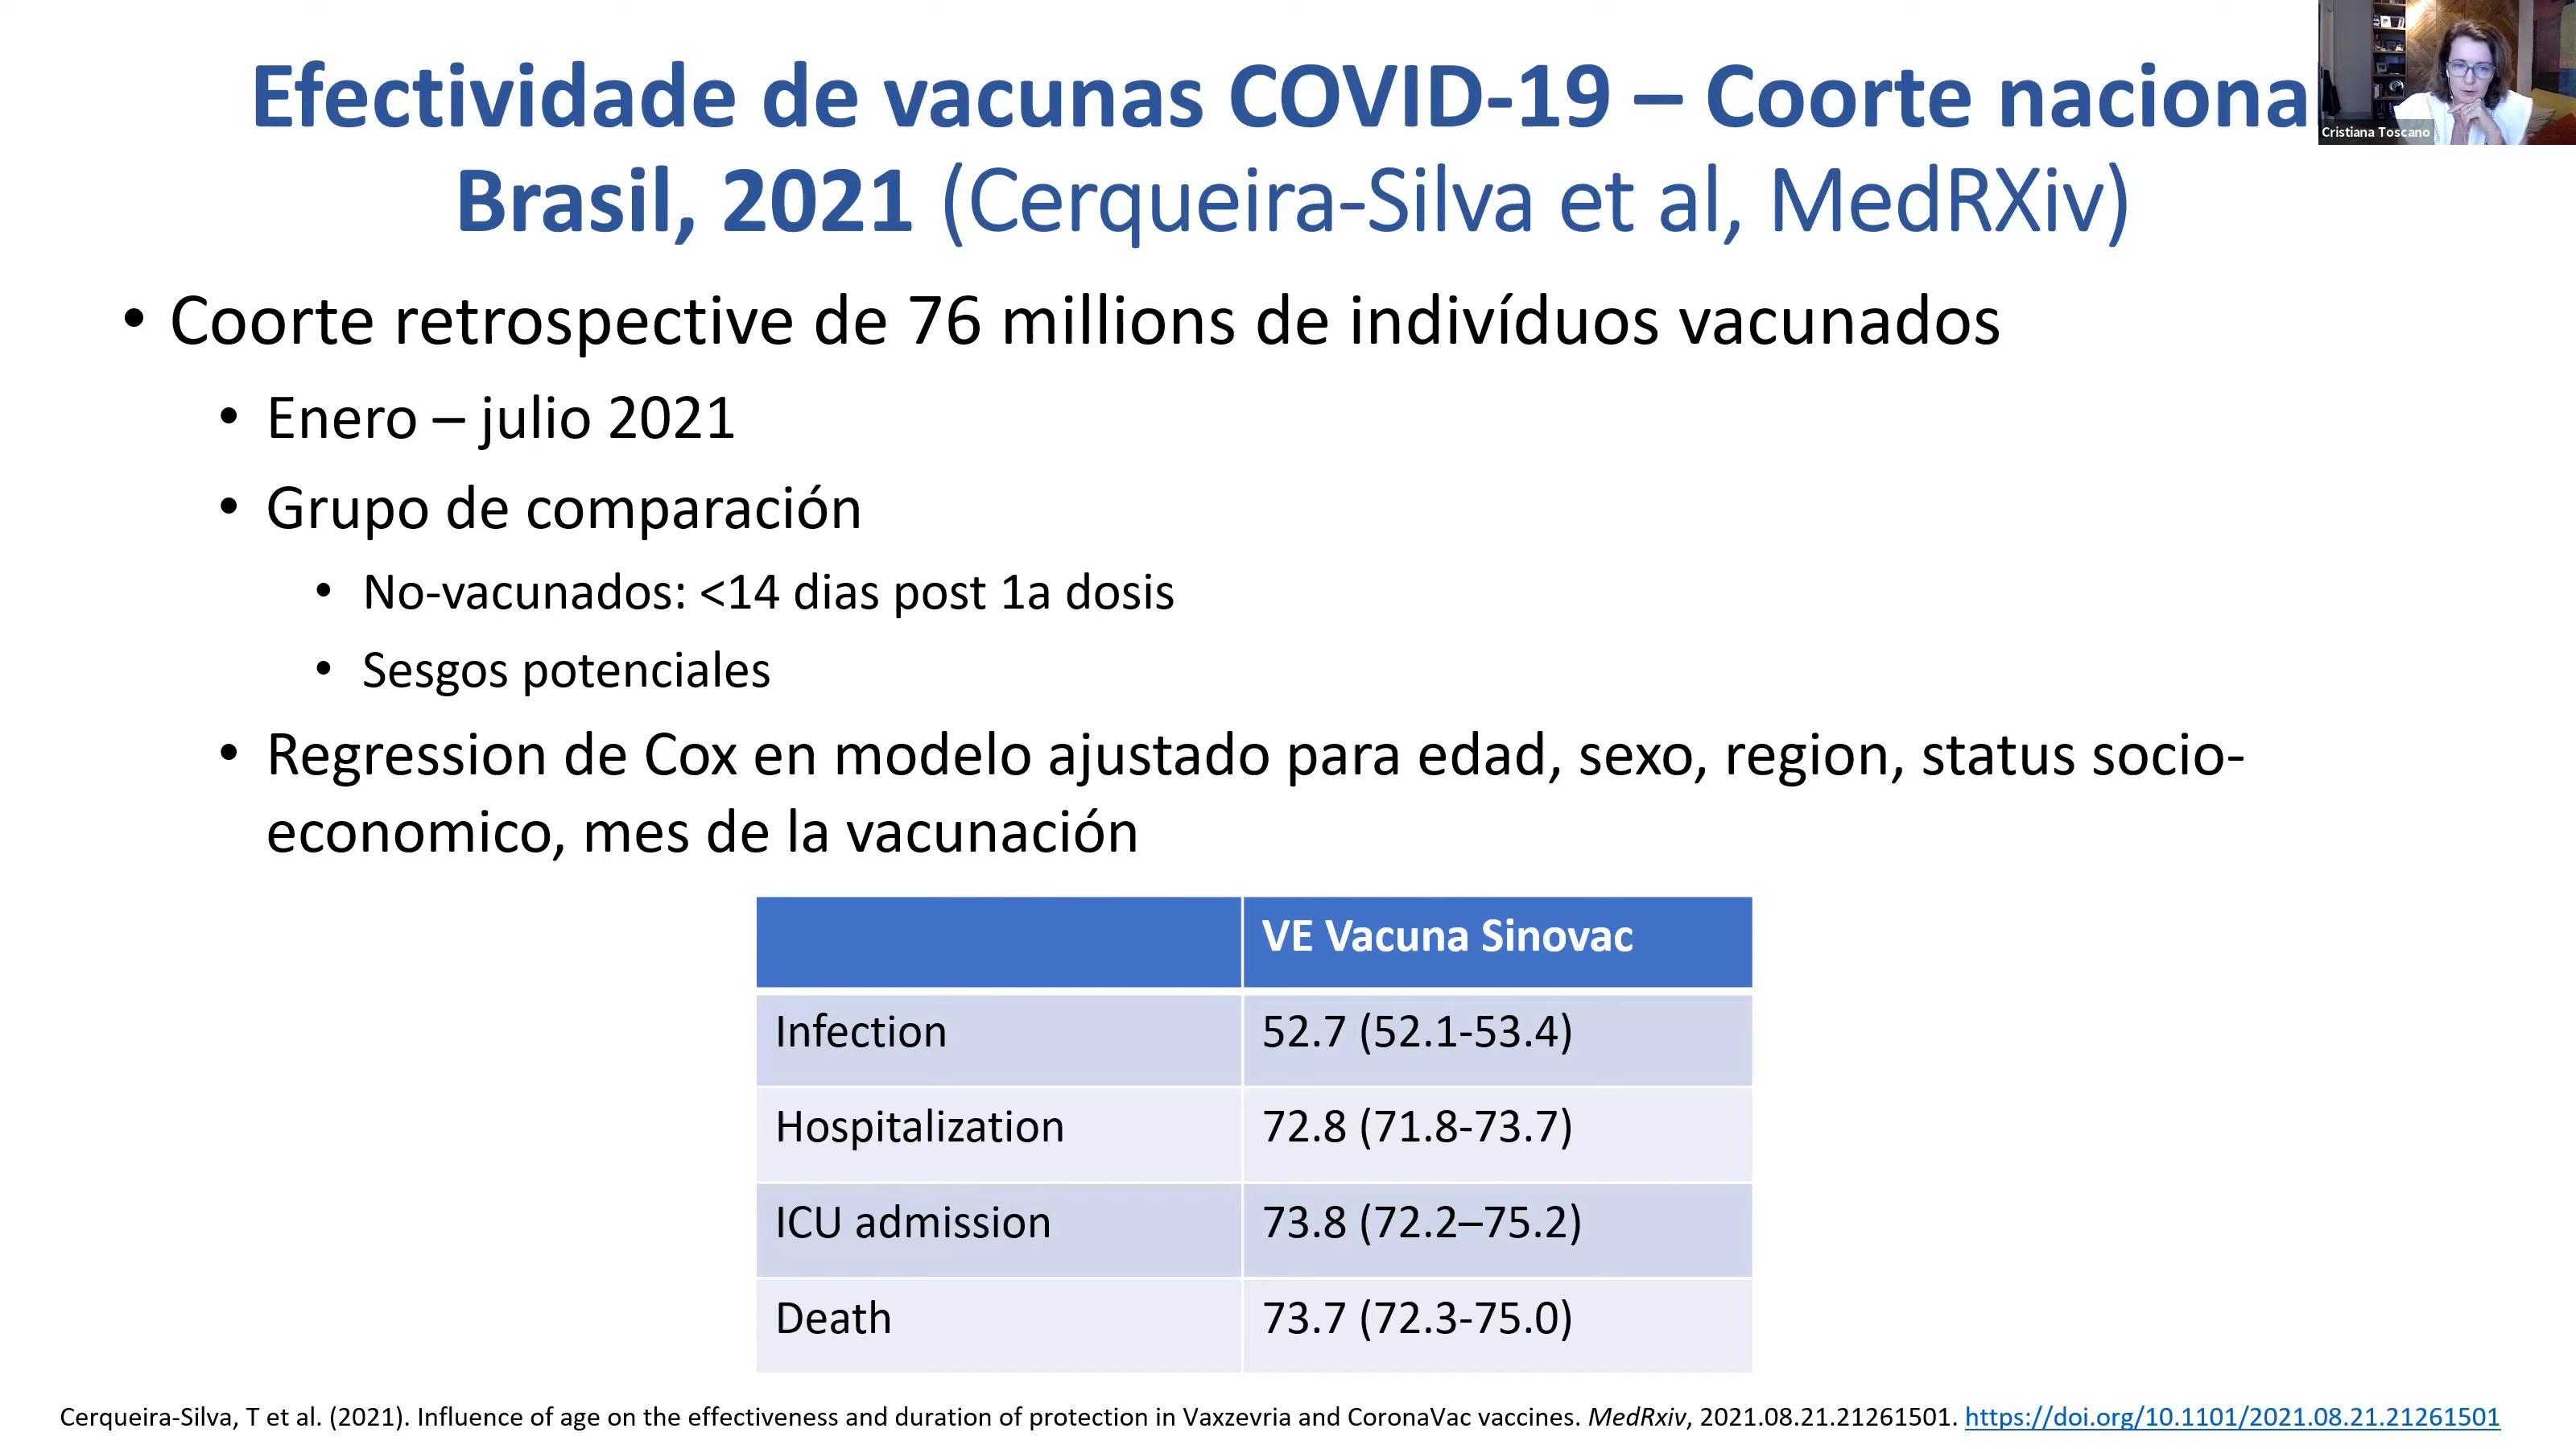 Efectividade de vacunas COVID-19 – Coorte naciona
Brasil, 2021 (Cerqueira-Silva et al, MedRXiv)
Cristiana Toscano
• Coorte retrospective de 76 millions de indivíduos vacunados
• Enero – julio 2021
• Grupo de comparación
• No-vacunados: <14 dias post 1a dosis
• Sesgos potenciales
• Regression de Cox en modelo ajustado para edad, sexo, region, status socio-
economico, mes de la vacunación
VE Vacuna Sinovac
Infection 52.7 (52.1-53.4)
Hospitalization 72.8 (71.8-73.7)
ICU admission 73.8 (72.2–75.2)
Death 73.7 (72.3-75.0)
Cerqueira-Silva, T et al. (2021). Influence of age on the effectiveness and duration of protection in Vaxzevria and CoronaVac vaccines. MedRxiv, 2021.08.21.21261501. https://doi.org/10.1101/2021.08.21.21261501